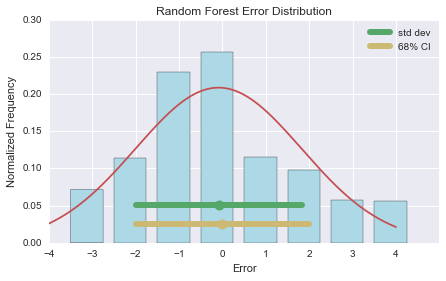 Random Forest Error Distribution
Normalized Frequency
0.30
0.25
0.20
0.15
0.10
0.05
0.00
std dev
68% CI
−4 −3 −2 −1 0 1 2 3 4
Error